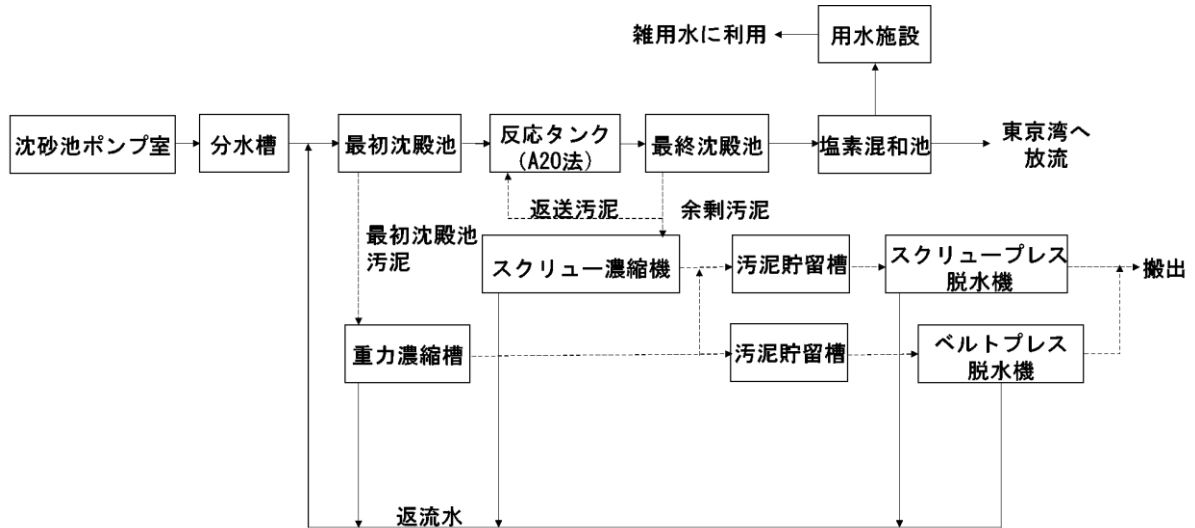 雑用水に利用
用水施設
沈砂池ポンプ室
分水槽
最初沈殿池
反応タンク
(A2O法)
最終沈殿池
塩素混和池
東京湾へ
放流
返送汚泥
余剰汚泥
最初沈殿池
汚泥
スクリュー濃縮機
汚泥貯留槽
スクリュープレス
脱水機
搬出
重力濃縮槽
汚泥貯留槽
ベルトプレス
脱水機
返流水